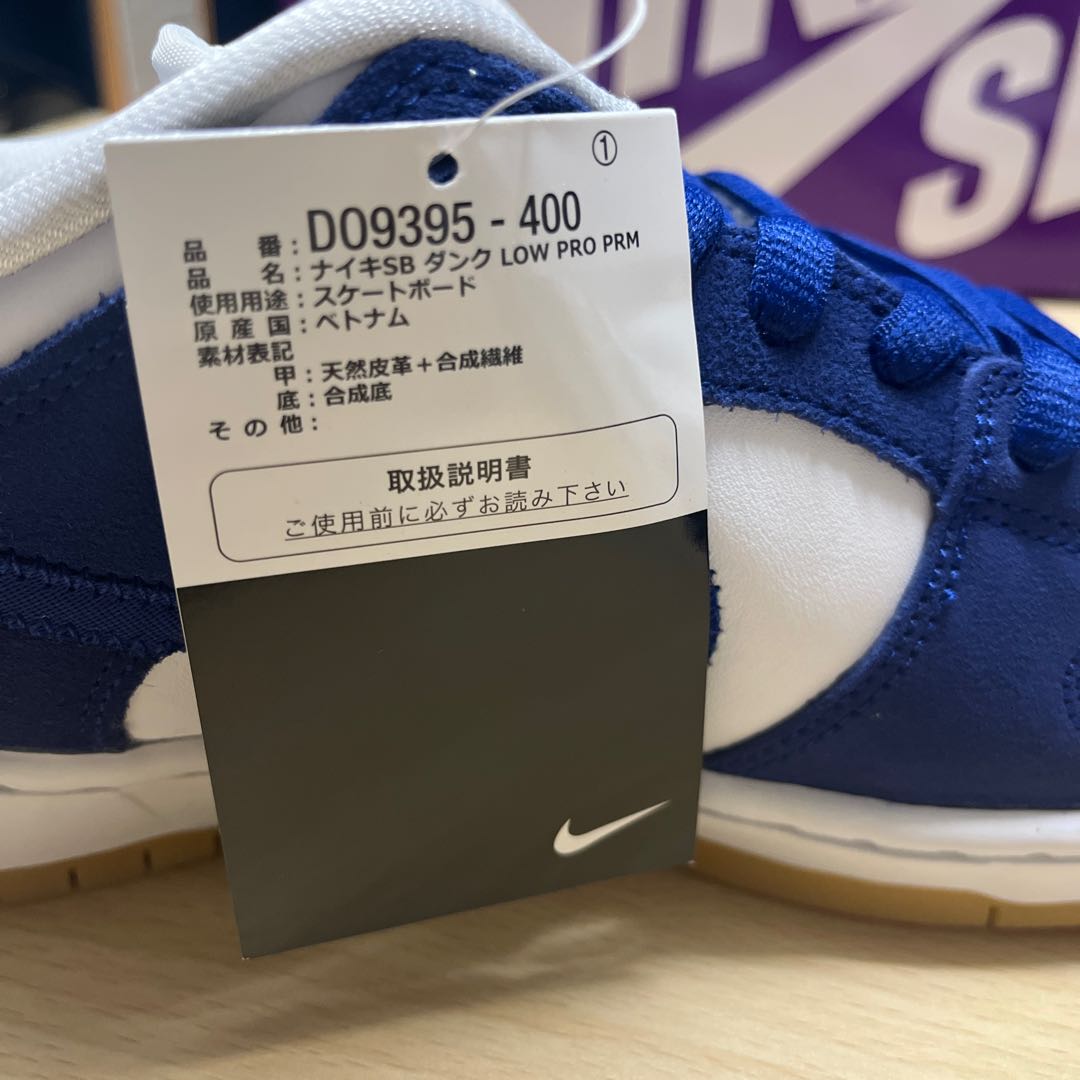 ①
品 番 : DO9395 - 400
品 名 : ナイキSB ダンク LOW PRO PRM
使用用途 : スケートボード
原 産 国 : ベトナム
素材表記
甲 : 天然皮革+合成繊維
底 : 合成底
そ の 他 :
取扱説明書
ご使用前に必ずお読み下さい